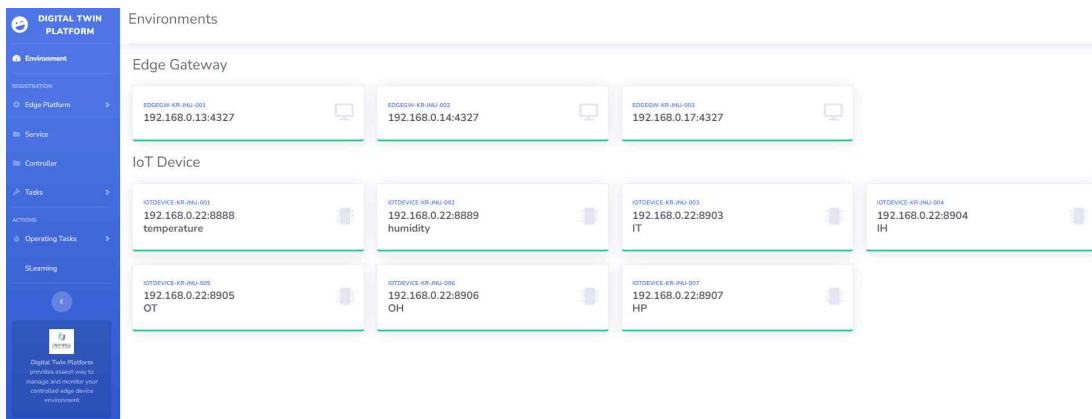 DIGITAL TWIN
PLATFORM
Environment
REGISTRATION
Edge Platform
Service
Controller
Tasks
ACTIONS
Operating Tasks
SLearning
Digital Twin Platform
provides esaest way to
manage and monitor your
controlled edge device
environment
Environments
Edge Gateway
EDGEGW-KR-JNU-001
192.168.0.13:4327
EDGEGW-KR-JNU-002
192.168.0.14:4327
EDGEGW-KR-JNU-003
192.168.0.17:4327
IoT Device
IOTDEVICE-KR-JNU-001
192.168.0.22:8888
temperature
IOTDEVICE-KR-JNU-002
192.168.0.22:8889
humidity
IOTDEVICE-KR-JNU-003
192.168.0.22:8903
IT
IOTDEVICE-KR-JNU-004
192.168.0.22:8904
IH
IOTDEVICE-KR-JNU-005
192.168.0.22:8905
OT
IOTDEVICE-KR-JNU-006
192.168.0.22:8906
OH
IOTDEVICE-KR-JNU-007
192.168.0.22:8907
HP